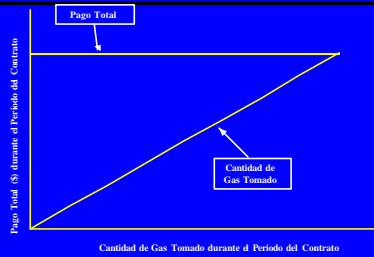 Pago Total
Pago Total ($) durante el Periodo del Contrato
Cantidad de
Gas Tomado
Cantidad de Gas Tomado durante el Periodo del Contrato